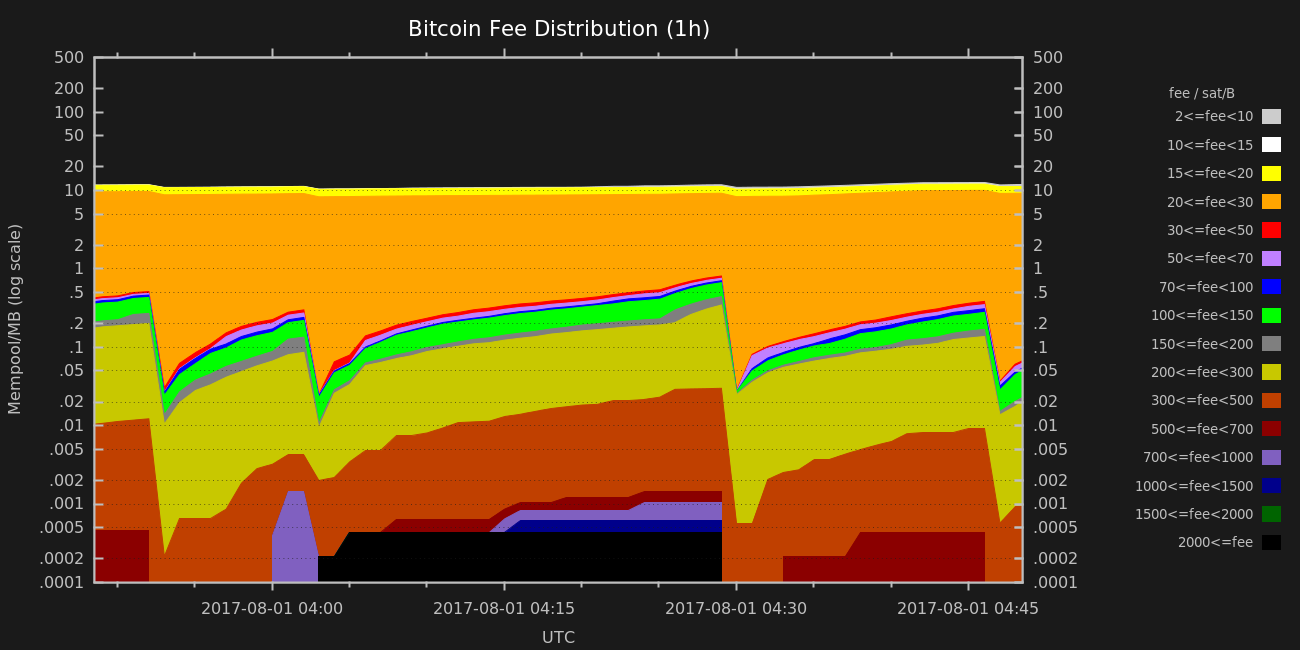 Bitcoin Fee Distribution (1h)
Mempool/MB (log scale)
500
200
100
50
20
10
5
2
1
.5
.2
.1
.05
.02
.01
.005
.002
.001
.0005
.0002
.0001
500
200
100
50
20
10
5
2
1
.5
.2
.1
.05
.02
.01
.005
.002
.001
.0005
.0002
.0001
2017-08-01 04:00
2017-08-01 04:15
2017-08-01 04:30
2017-08-01 04:45
UTC
fee / sat/B
2<=fee<10
10<=fee<15
15<=fee<20
20<=fee<30
30<=fee<50
50<=fee<70
70<=fee<100
100<=fee<150
150<=fee<200
200<=fee<300
300<=fee<500
500<=fee<700
700<=fee<1000
1000<=fee<1500
1500<=fee<2000
2000<=fee